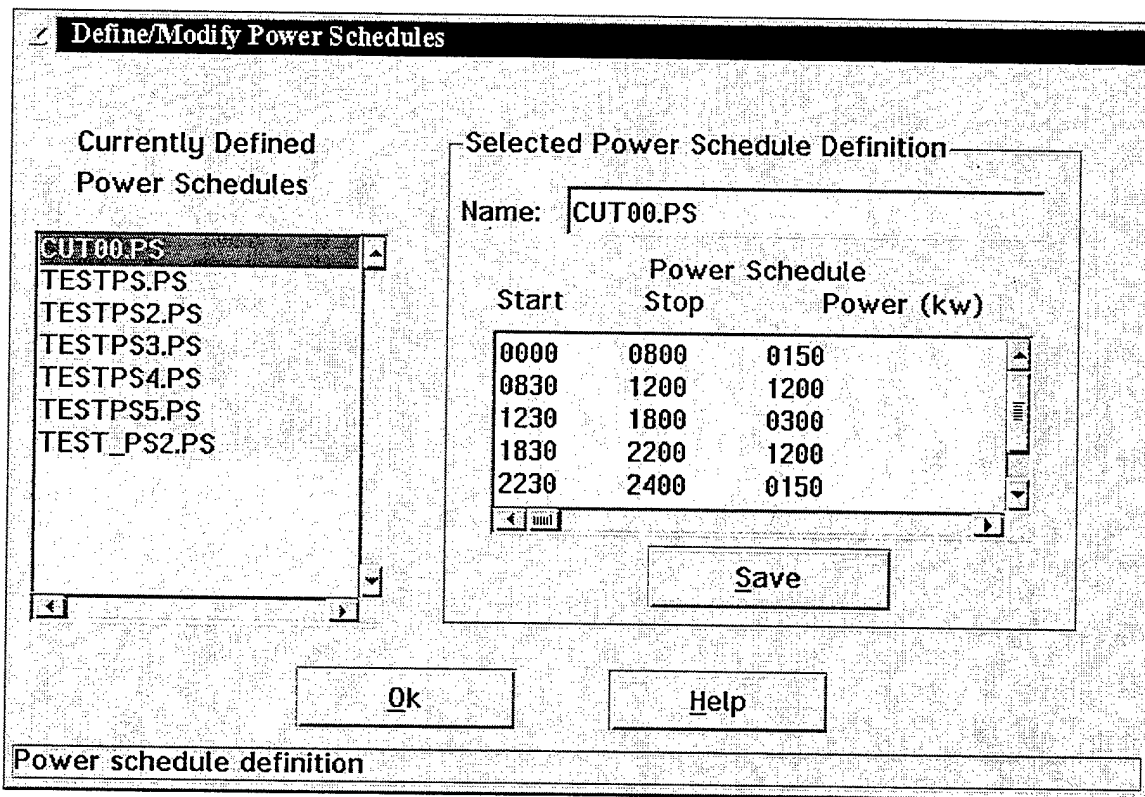 Define/Modify Power Schedules
Currently Defined
Power Schedules
CUT00.PS
TESTPS.PS
TESTPS2.PS
TESTPS3.PS
TESTPS4.PS
TESTPS5.PS
TEST_PS2.PS
Selected Power Schedule Definition
Name: CUT00.PS
Power Schedule
Start Stop Power (kw)
0000 0800 0150
0830 1200 1200
1230 1800 0300
1830 2200 1200
2230 2400 0150
Save
Ok Help
Power schedule definition